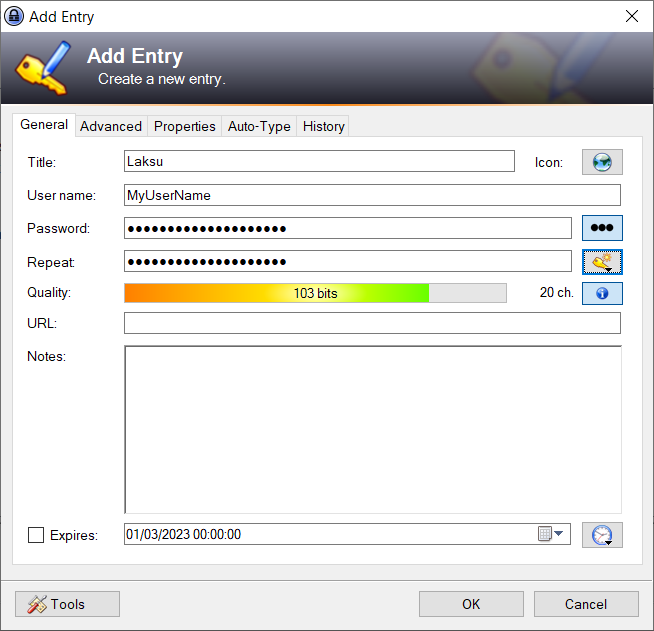 Add Entry
Add Entry
Create a new entry.
General Advanced Properties Auto-Type History
Title: Laksu Icon:
User name: MyUserName
Password: ●●●●●●●●●●●●●●●●●●●● ●●●
Repeat: ●●●●●●●●●●●●●●●●●●●●
Quality: 103 bits 20 ch.
URL:
Notes:
Expires: 01/03/2023 00:00:00
Tools OK Cancel